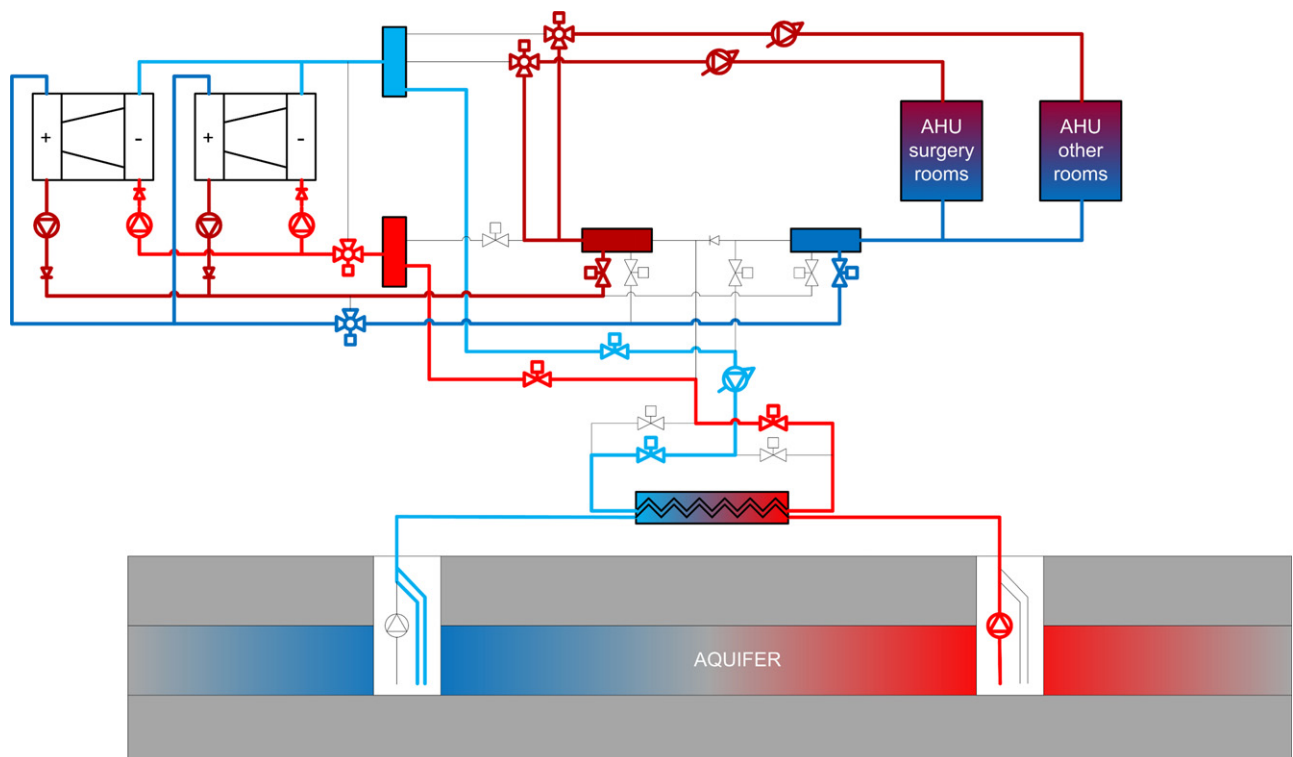 AHU
surgery
rooms
AHU
other
rooms
+
-
+
-
AQUIFER